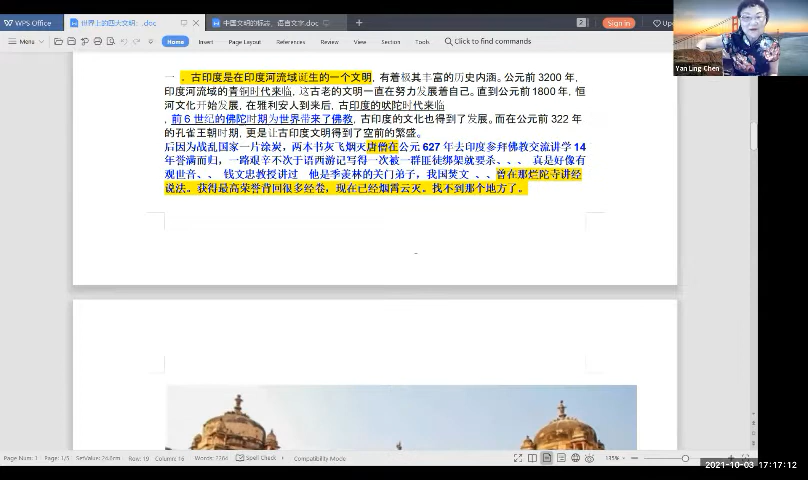 WPS Office
世界上的四大文明: .doc
中国文明的标志, 语言文字.doc
Sign in
Menu
Home
Insert
Page Layout
References
Review
View
Section
Tools
Click to find commands
Yan Ling Chen
一 . 古印度是在印度河流域诞生的一个文明, 有着极其丰富的历史内涵。公元前 3200 年,
印度河流域的青铜时代来临, 这古老的文明一直在努力发展着自己。直到公元前 1800 年, 恒
河文化开始发展, 在雅利安人到来后, 古印度的吠陀时代来临
, 前 6 世纪的佛陀时期为世界带来了佛教, 古印度的文化也得到了发展。而在公元前 322 年
的孔雀王朝时期, 更是让古印度文明得到了空前的繁盛。
后因为战乱国家一片涂炭, 两本书灰飞烟灭唐僧在公元 627 年去印度参拜佛教交流讲学 14
年誉满而归, 一路艰辛不次于语西游记写得一次被一群匪徒绑架就要杀、、、 真是好像有
观世音、、 钱文忠教授讲过 他是季羡林的关门弟子, 我国焚文 、、曾在那烂陀寺讲经
说法。获得最高荣誉背回很多经卷, 现在已经烟霄云灭。找不到那个地方了。
Page Num: 1 Page: 1/5 SetValue: 24.6cm Row: 19 Column: 16 Words: 2264 Spell Check Compatibility Mode
135%
2021-10-03 17:17:12